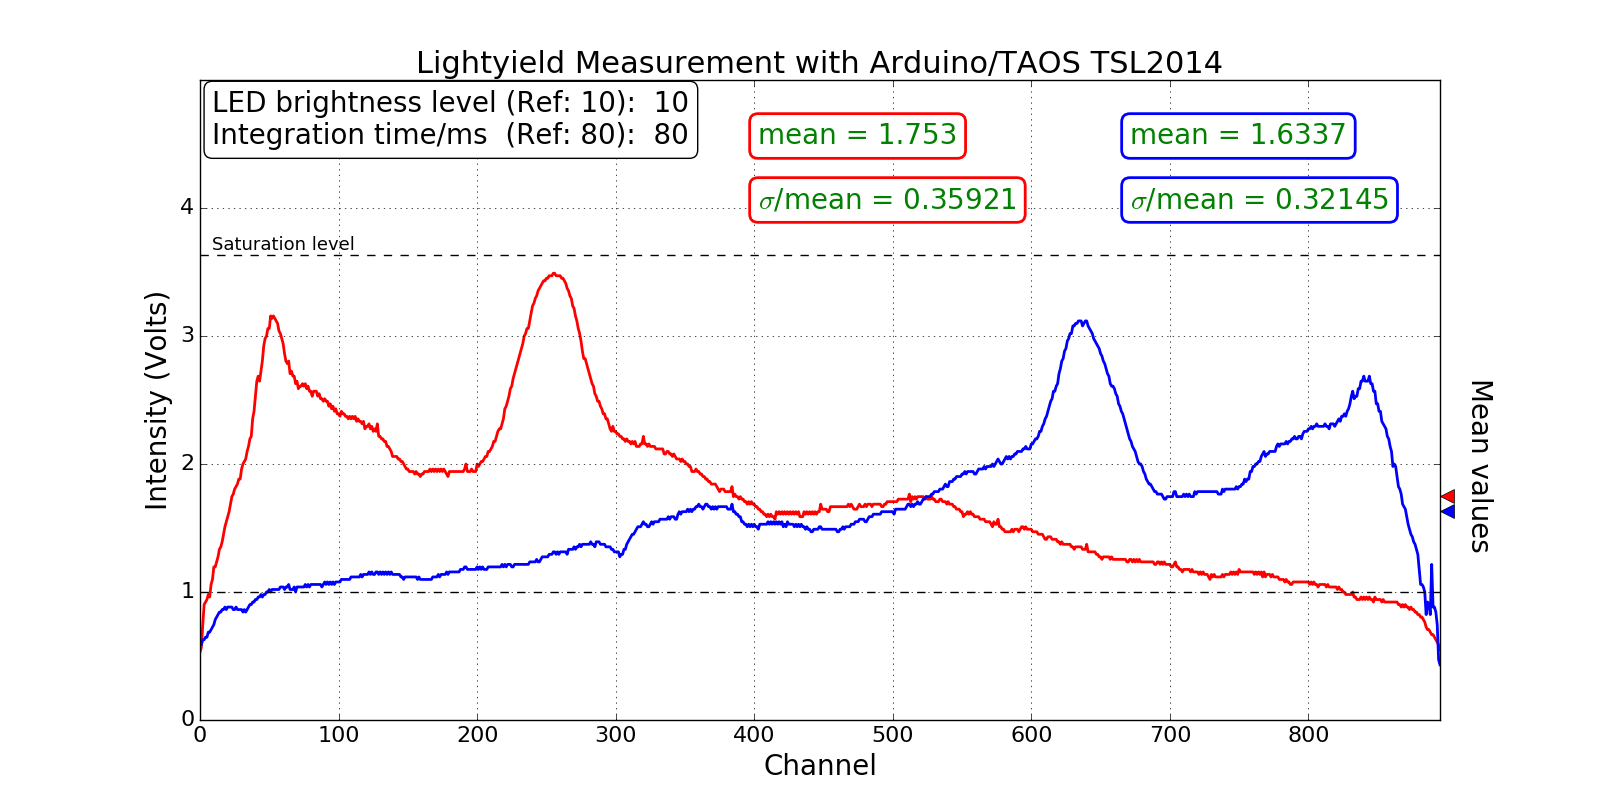 Lightyield Measurement with Arduino/TAOS TSL2014
LED brightness level (Ref: 10):  10
Integration time/ms  (Ref: 80):  80
mean = 1.753
mean = 1.6337
σ/mean = 0.35921
σ/mean = 0.32145
Saturation level
Intensity (Volts)
4
3
2
1
0
0 100 200 300 400 500 600 700 800
Channel
Mean values